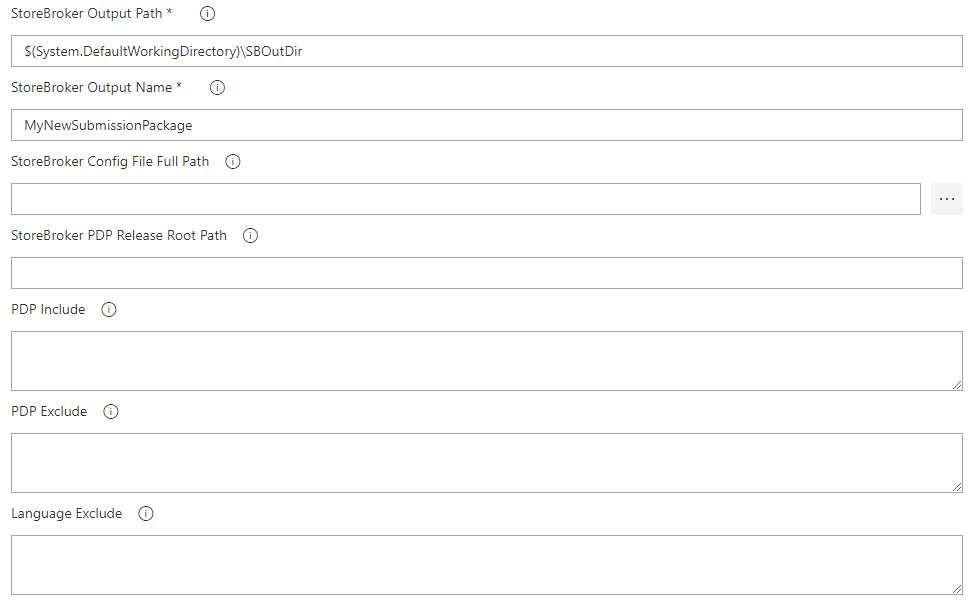 StoreBroker Output Path *
$(System.DefaultWorkingDirectory)\SBOutDir
StoreBroker Output Name *
MyNewSubmissionPackage
StoreBroker Config File Full Path
...
StoreBroker PDP Release Root Path
PDP Include
PDP Exclude
Language Exclude